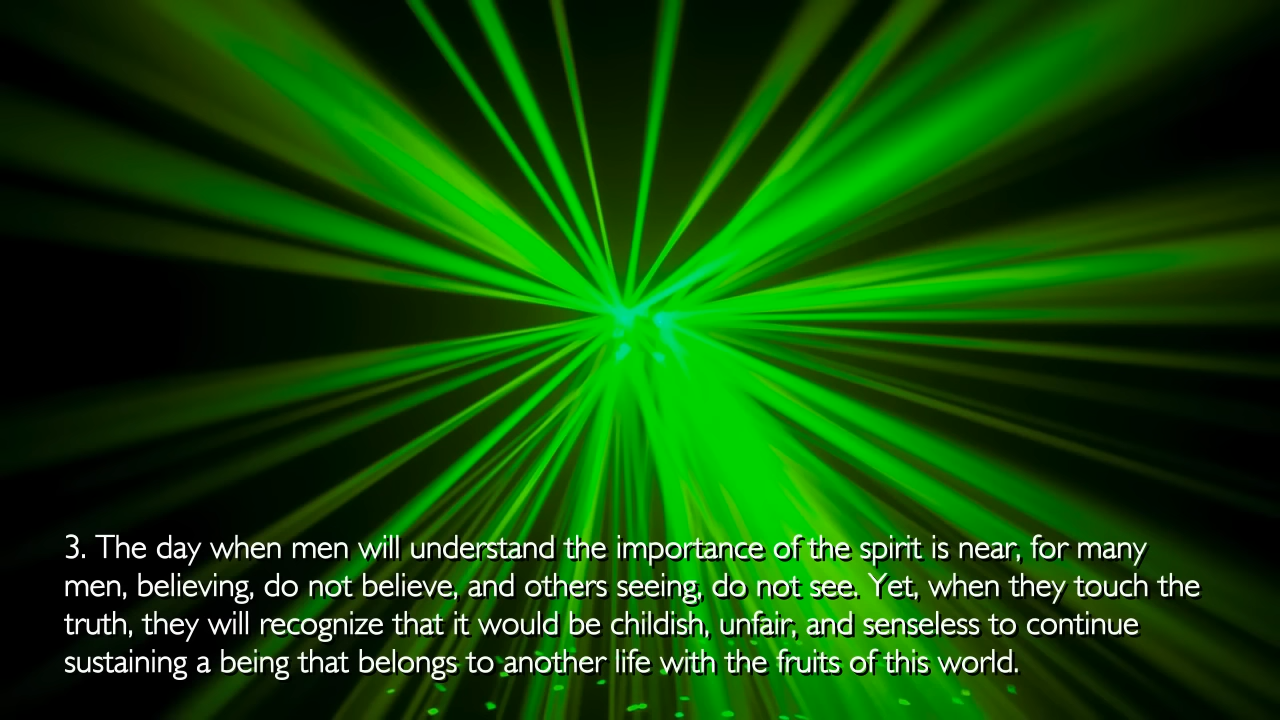 3. The day when men will understand the importance of the spirit is near, for many
men, believing, do not believe, and others seeing, do not see. Yet, when they touch the
truth, they will recognize that it would be childish, unfair, and senseless to continue
sustaining a being that belongs to another life with the fruits of this world.